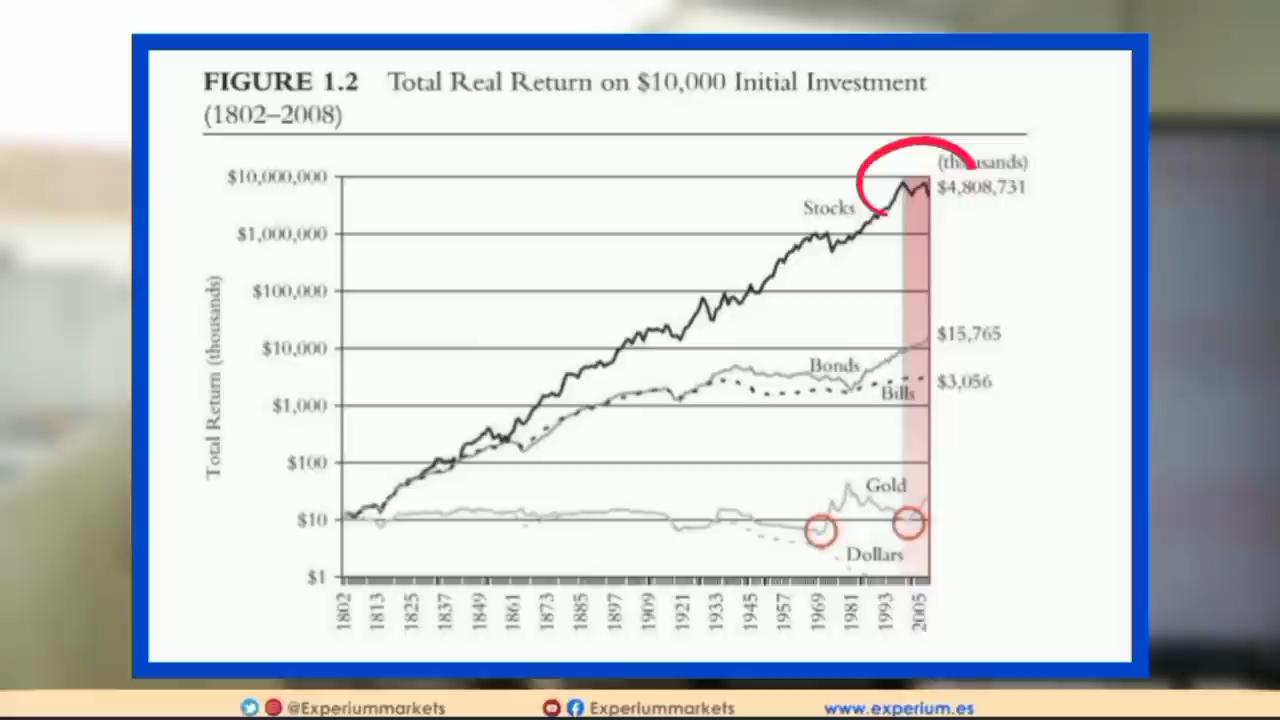 FIGURE 1.2 Total Real Return on $10,000 Initial Investment
(1802–2008)
(thousands)
$10,000,000
$4,808,731
Stocks
$1,000,000
$100,000
$10,000
$15,765
Bonds
$3,056
Bills
$1,000
$100
Gold
$10
Dollars
$1
Total Return (thousands)
1802 1813 1825 1837 1849 1861 1873 1885 1897 1909 1921 1933 1945 1957 1969 1981 1993 2005
@Experiummarkets Experiummarkets www.experium.es